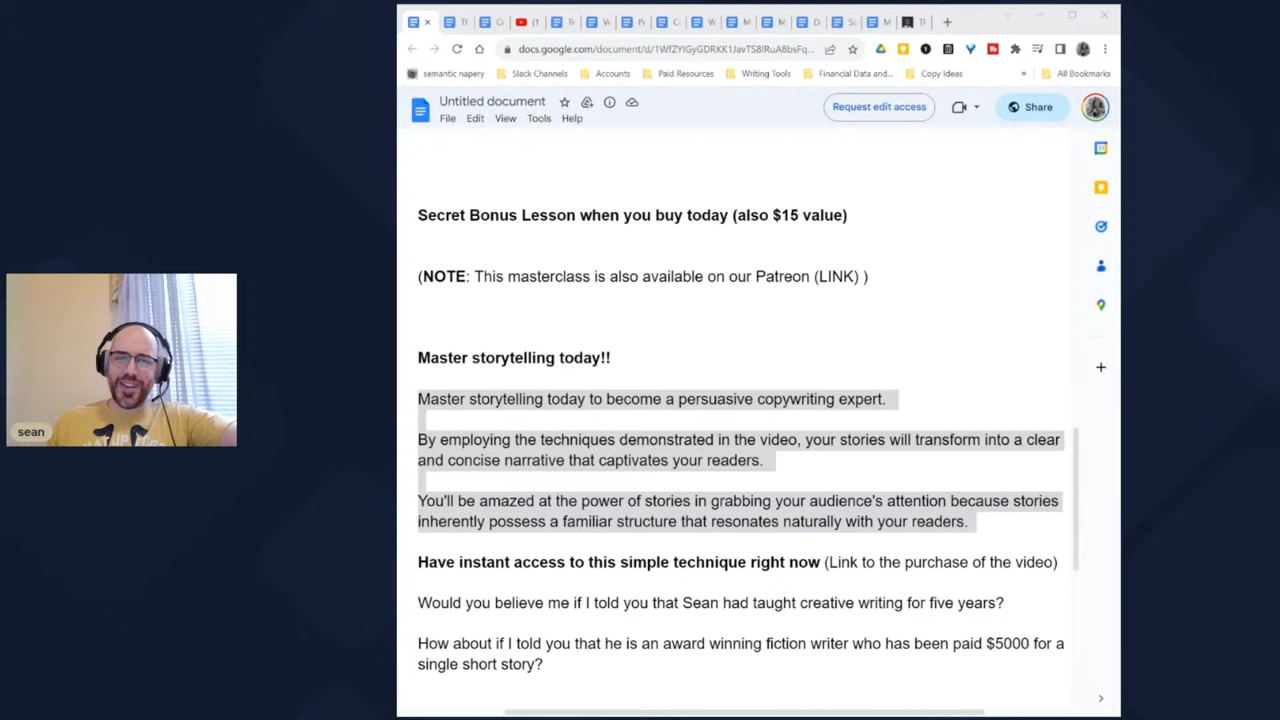 docs.google.com/document/d/1WfZYlGyGDRKK1JavTS8lRuA8bsFq...
semantic napery
Slack Channels
Accounts
Paid Resources
Writing Tools
Financial Data and...
Copy Ideas
»
All Bookmarks
Untitled document
File Edit View Tools Help
Request edit access
Share
Secret Bonus Lesson when you buy today (also $15 value)
(NOTE: This masterclass is also available on our Patreon (LINK) )
Master storytelling today!!
Master storytelling today to become a persuasive copywriting expert.
By employing the techniques demonstrated in the video, your stories will transform into a clear
and concise narrative that captivates your readers.
You'll be amazed at the power of stories in grabbing your audience's attention because stories
inherently possess a familiar structure that resonates naturally with your readers.
Have instant access to this simple technique right now (Link to the purchase of the video)
Would you believe me if I told you that Sean had taught creative writing for five years?
How about if I told you that he is an award winning fiction writer who has been paid $5000 for a
single short story?
sean